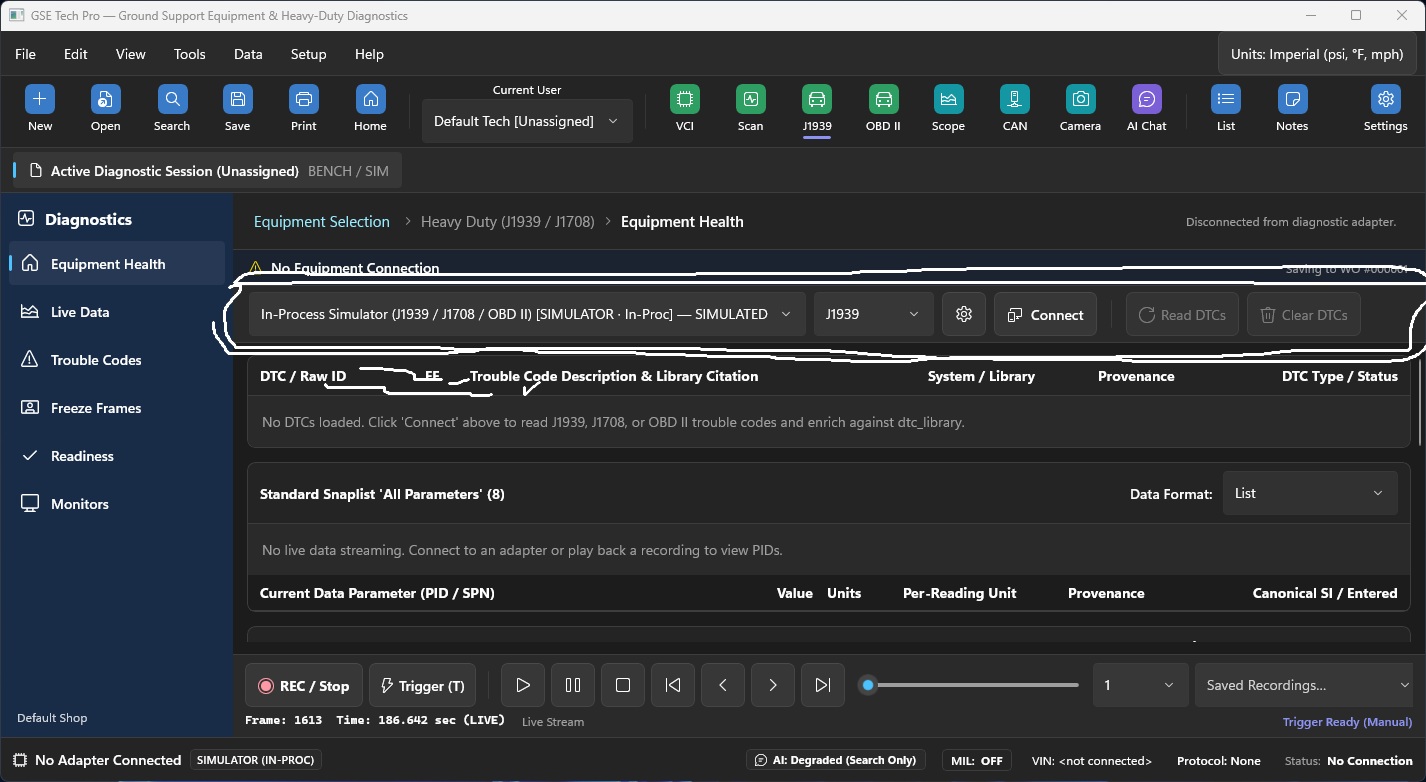 GSE Tech Pro — Ground Support Equipment & Heavy-Duty Diagnostics
File Edit View Tools Data Setup Help Units: Imperial (psi, °F, mph)
Current User
Default Tech [Unassigned]
New Open Search Save Print Home VCI Scan J1939 OBD II Scope CAN Camera AI Chat List Notes Settings
Active Diagnostic Session (Unassigned) BENCH / SIM
Diagnostics
Equipment Health
Live Data
Trouble Codes
Freeze Frames
Readiness
Monitors
Default Shop
Equipment Selection > Heavy Duty (J1939 / J1708) > Equipment Health Disconnected from diagnostic adapter.
No Equipment Connection Saving to WO #000001
In-Process Simulator (J1939 / J1708 / OBD II) [SIMULATOR · In-Proc] — SIMULATED J1939 Connect Read DTCs Clear DTCs
DTC / Raw ID Trouble Code Description & Library Citation System / Library Provenance DTC Type / Status
No DTCs loaded. Click 'Connect' above to read J1939, J1708, or OBD II trouble codes and enrich against dtc_library.
Standard Snaplist 'All Parameters' (8) Data Format: List
No live data streaming. Connect to an adapter or play back a recording to view PIDs.
Current Data Parameter (PID / SPN) Value Units Per-Reading Unit Provenance Canonical SI / Entered
REC / Stop Trigger (T) 1 Saved Recordings...
Frame: 1613 Time: 186.642 sec (LIVE) Live Stream Trigger Ready (Manual)
No Adapter Connected SIMULATOR (IN-PROC) AI: Degraded (Search Only) MIL: OFF VIN: <not connected> Protocol: None Status: No Connection